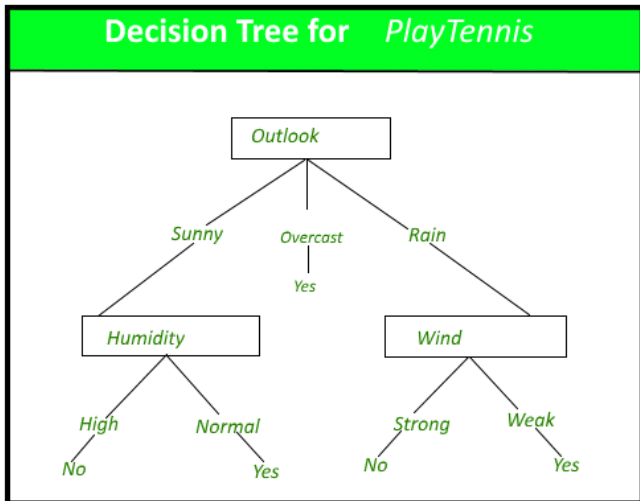 Decision Tree for PlayTennis
Outlook
Sunny
Overcast
Rain
Yes
Humidity
Wind
High
Normal
Strong
Weak
No
Yes
No
Yes